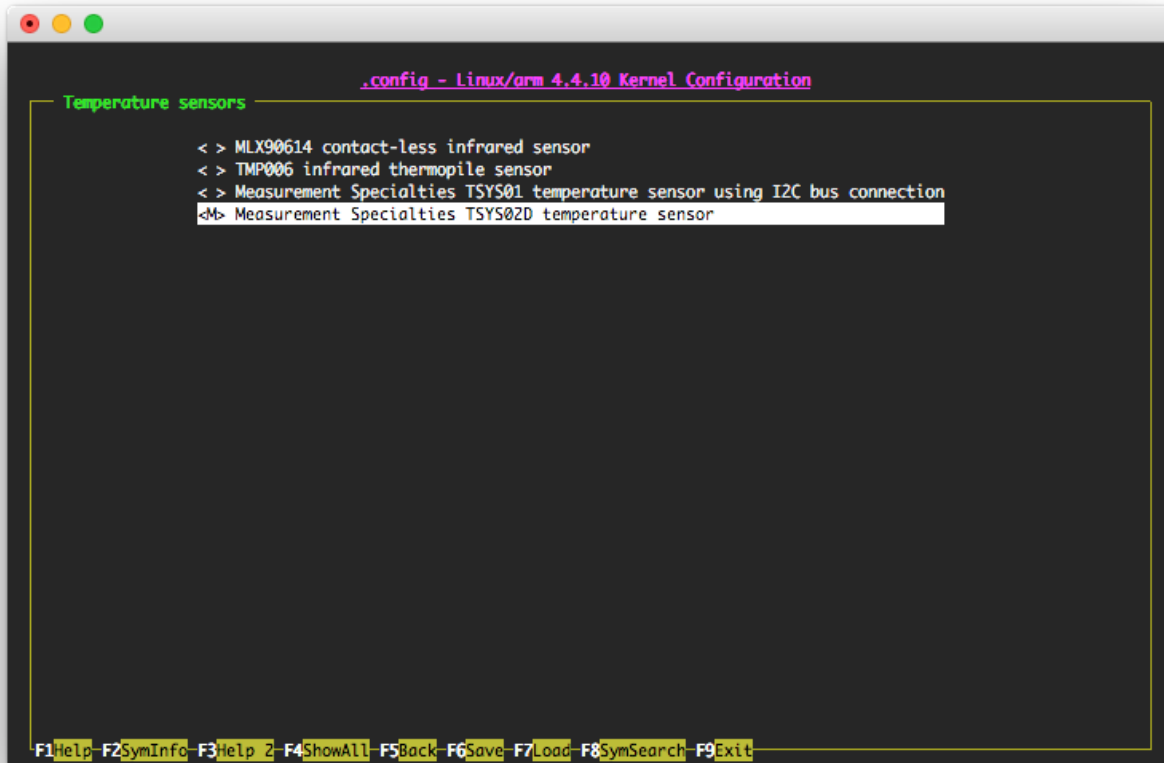 .config - Linux/arm 4.4.10 Kernel Configuration
Temperature sensors
< > MLX90614 contact-less infrared sensor
< > TMP006 infrared thermopile sensor
< > Measurement Specialties TSYS01 temperature sensor using I2C bus connection
<M> Measurement Specialties TSYS02D temperature sensor
F1Help F2SymInfo F3Help 2 F4ShowAll F5Back F6Save F7Load F8SymSearch F9Exit